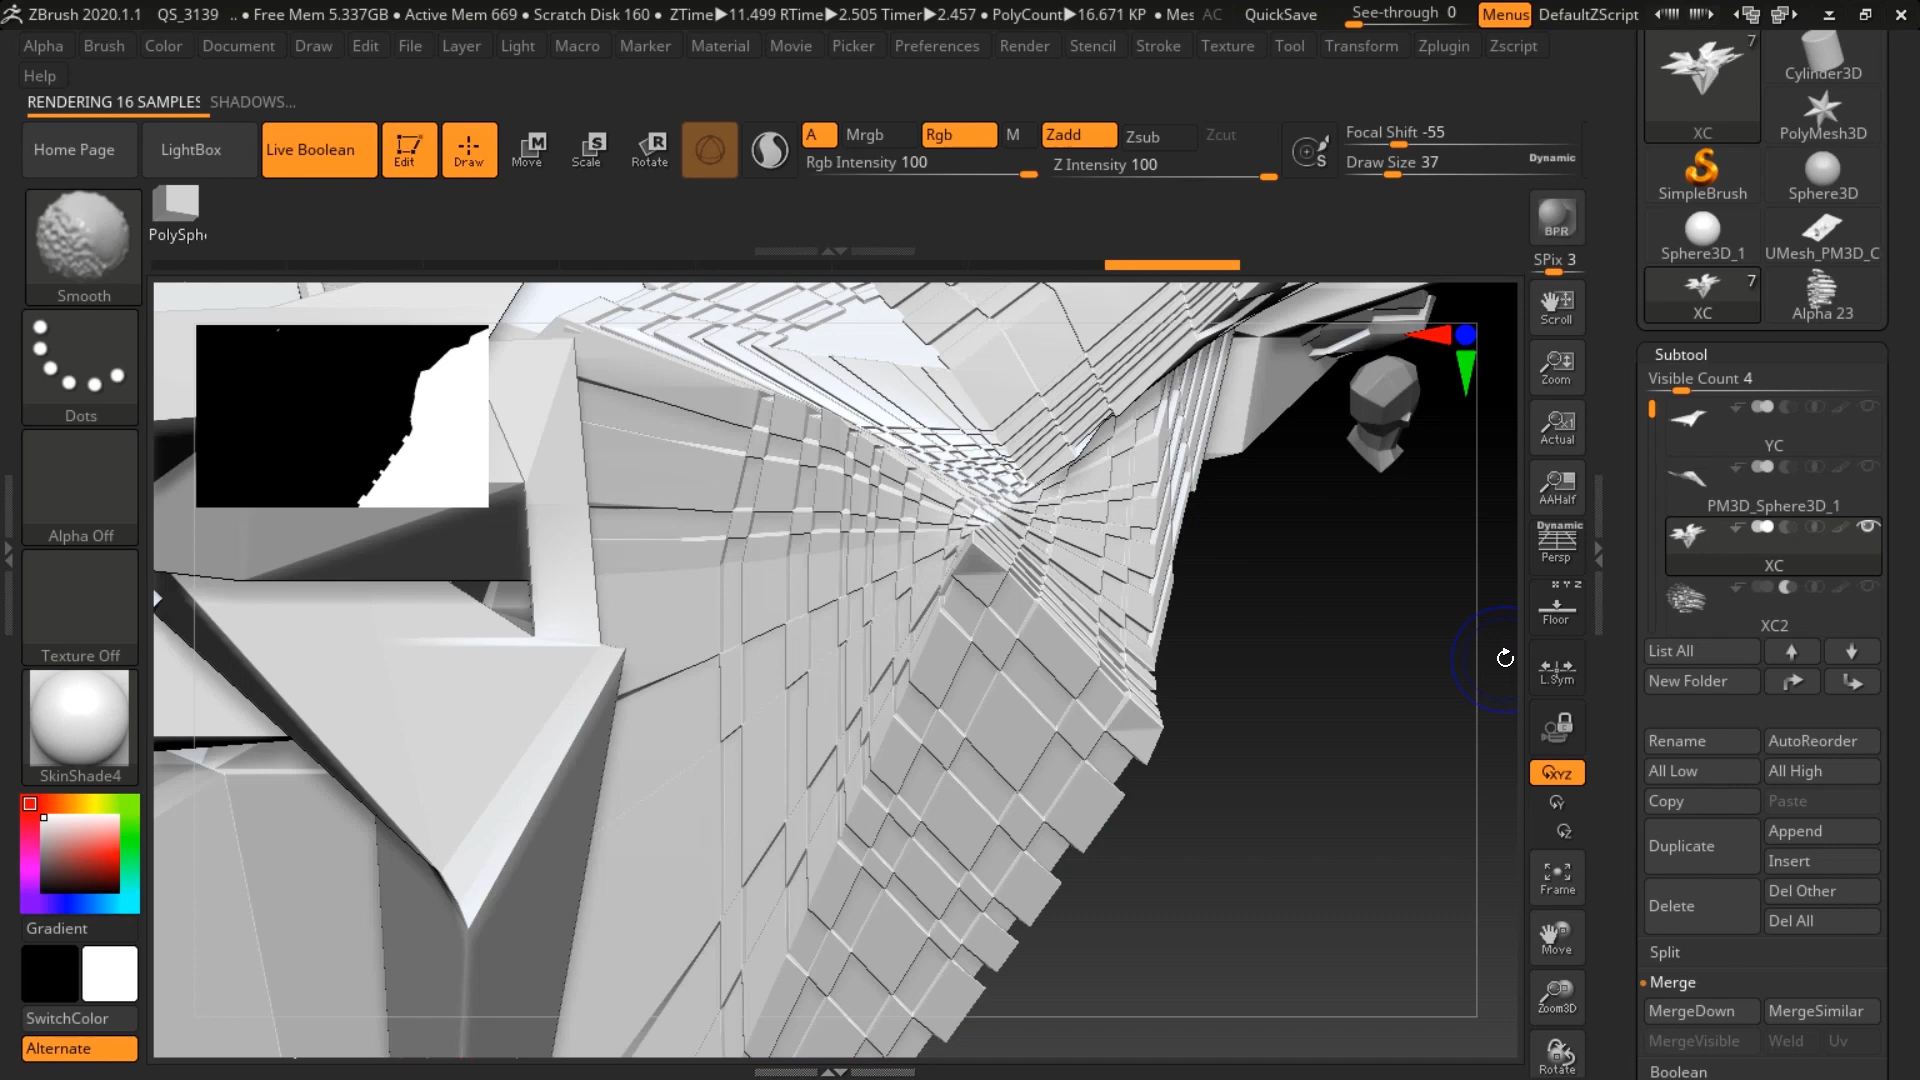 ZBrush 2020.1.1 QS_3139 .. ● Free Mem 5.337GB ● Active Mem 669 ● Scratch Disk 160 ● ZTime▶11.499 RTime▶2.505 Timer▶2.457 ● PolyCount▶16.671 KP ● Mes AC QuickSave See-through 0 Menus DefaultZScript
Alpha Brush Color Document Draw Edit File Layer Light Macro Marker Material Movie Picker Preferences Render Stencil Stroke Texture Tool Transform Zplugin Zscript
Help
RENDERING 16 SAMPLES SHADOWS...
Home Page LightBox Live Boolean Edit Draw Move Scale Rotate
A Mrgb Rgb M Zadd Zsub Zcut
Rgb Intensity 100 Z Intensity 100
Focal Shift -55
Draw Size 37 Dynamic
PolySph
Smooth
Dots
Alpha Off
Texture Off
SkinShade4
Gradient
SwitchColor
Alternate
BPR
SPix 3
Scroll
Zoom
Actual
AAHalf
Dynamic
Persp
X Y Z
Floor
L.Sym
XYZ
Y
Z
Frame
Move
Zoom3D
Rotate
7
XC
Cylinder3D
PolyMesh3D
SimpleBrush Sphere3D
Sphere3D_1 UMesh_PM3D_C
7
XC Alpha 23
Subtool
Visible Count 4
YC
PM3D_Sphere3D_1
XC
XC2
List All
New Folder
Rename AutoReorder
All Low All High
Copy Paste
Duplicate Append
Insert
Delete Del Other
Del All
Split
Merge
MergeDown MergeSimilar
MergeVisible Weld Uv
Boolean